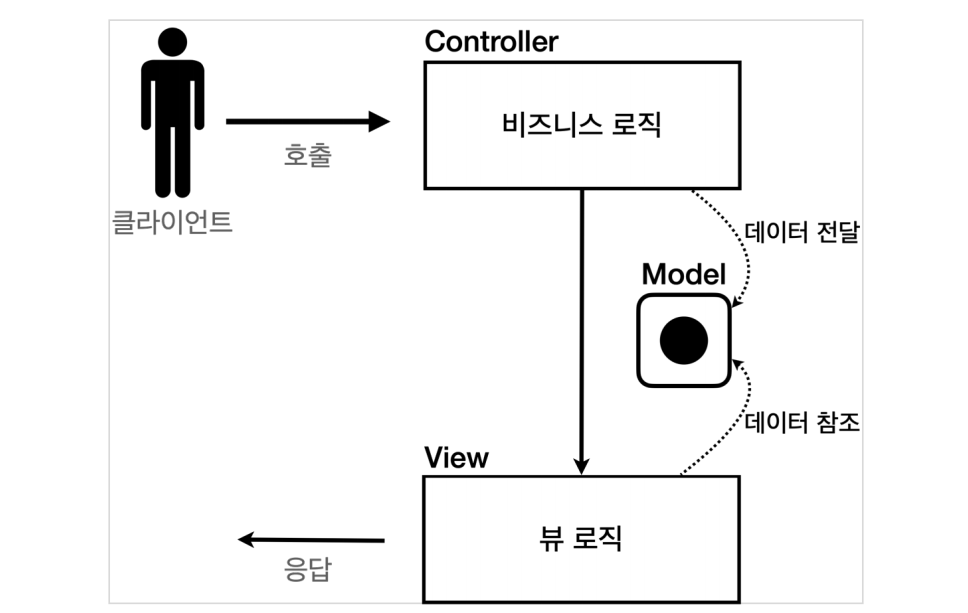 Controller
비즈니스 로직
호출
클라이언트
데이터 전달
Model
데이터 참조
View
뷰 로직
응답